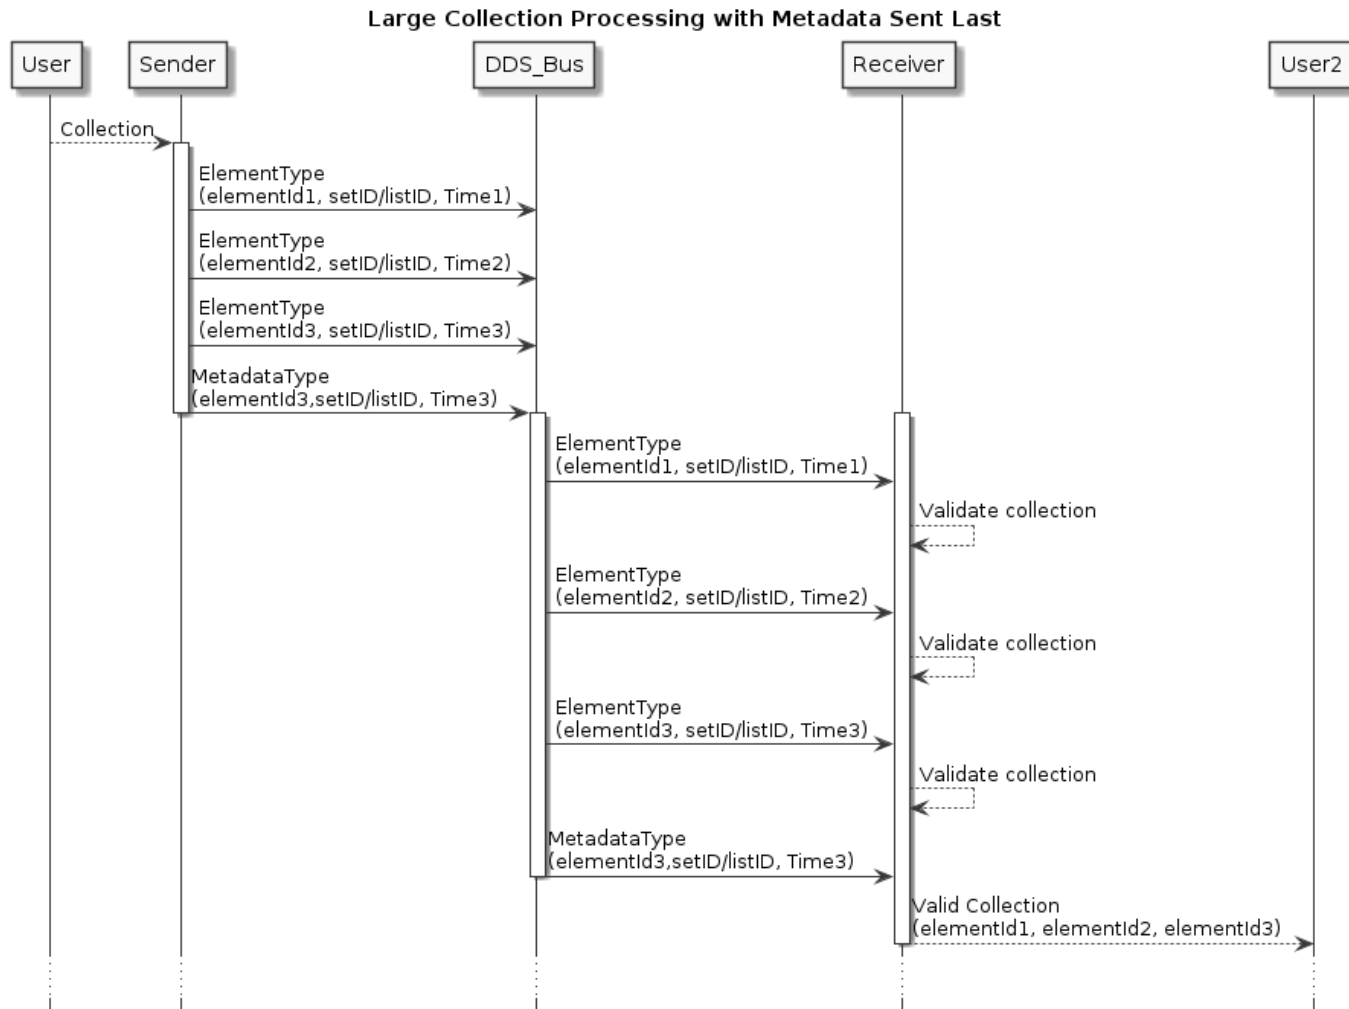 Large Collection Processing with Metadata Sent Last
User
Sender
DDS_Bus
Receiver
User2
Collection
ElementType
(elementId1, setID/listID, Time1)
ElementType
(elementId2, setID/listID, Time2)
ElementType
(elementId3, setID/listID, Time3)
MetadataType
(elementId3,setID/listID, Time3)
ElementType
(elementId1, setID/listID, Time1)
Validate collection
ElementType
(elementId2, setID/listID, Time2)
Validate collection
ElementType
(elementId3, setID/listID, Time3)
Validate collection
MetadataType
(elementId3,setID/listID, Time3)
Valid Collection
(elementId1, elementId2, elementId3)